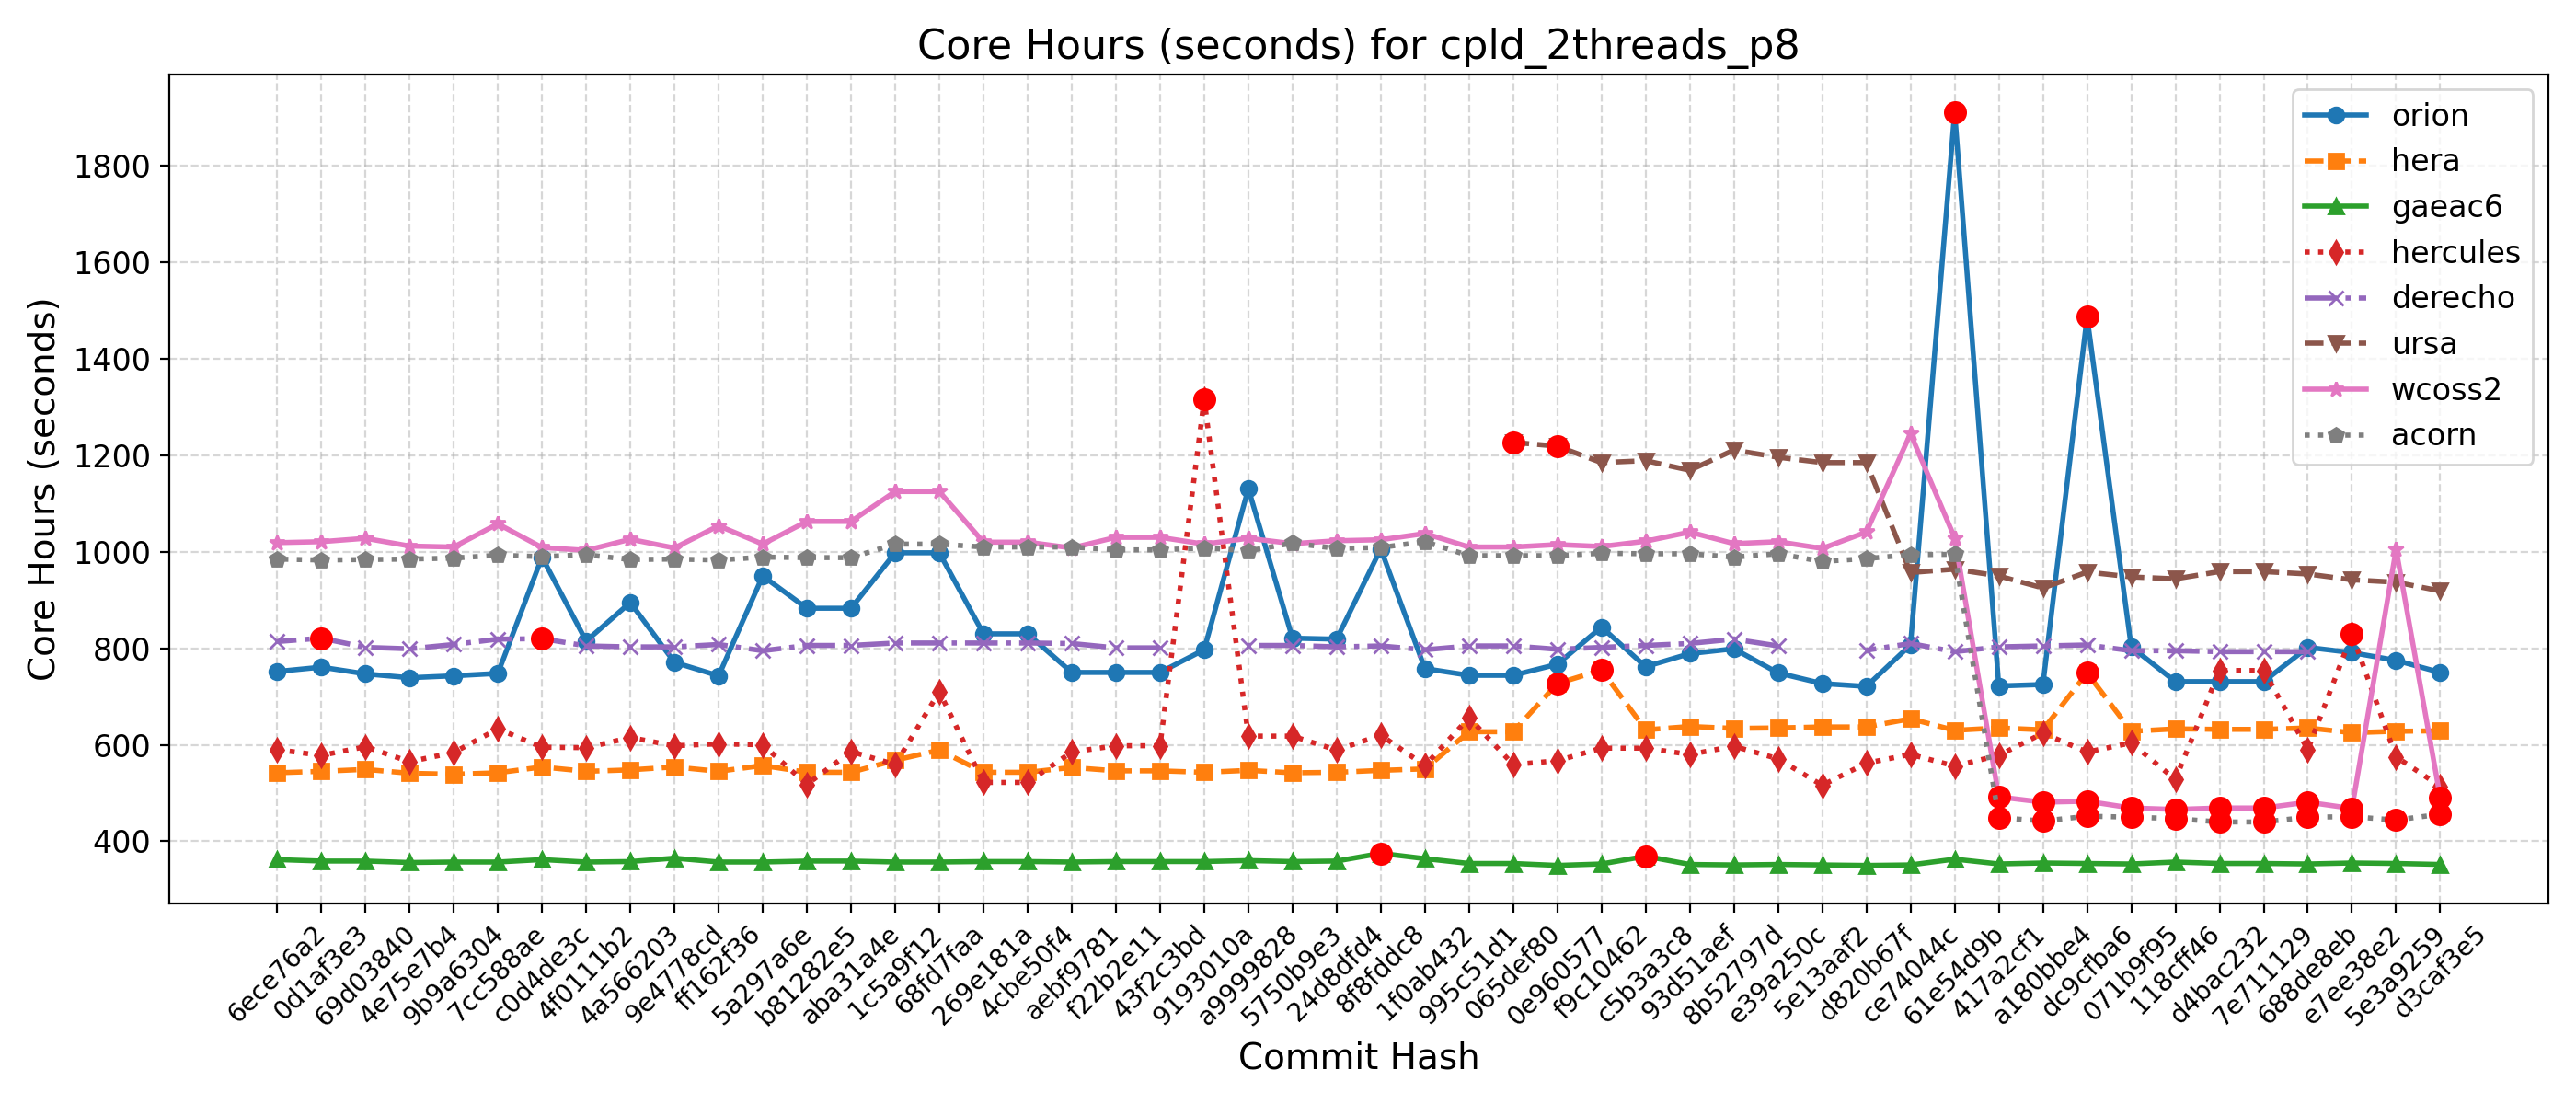 Core Hours (seconds) for cpld_2threads_p8
Core Hours (seconds)
1800
1600
1400
1200
1000
800
600
400
orion
hera
gaeac6
hercules
derecho
ursa
wcoss2
acorn
6ece76a2
0d1af3e3
69d03840
4e75e7b4
9b9a6304
7cc588ae
c0d4de3c
4f0111b2
4a566203
9e4778cd
ff162f36
5a297a6e
b81282e5
aba31a4e
1c5a9f12
68fd7faa
269e181a
4cbe50f4
aebf9781
f22b2e11
43f2c3bd
9193010a
a9999828
5750b9e3
24d8dfd4
8f8fddc8
1f0ab432
995c51d1
065def80
0e960577
f9c10462
c5b3a3c8
93d51aef
8b52797d
e39a250c
5e13aaf2
d820b67f
ce74044c
61e54d9b
417a2cf1
a180bbe4
dc9cfba6
071b9f95
118cff46
d4bac232
7e711129
688de8eb
e7ee38e2
5e3a9259
d3caf3e5
Commit Hash